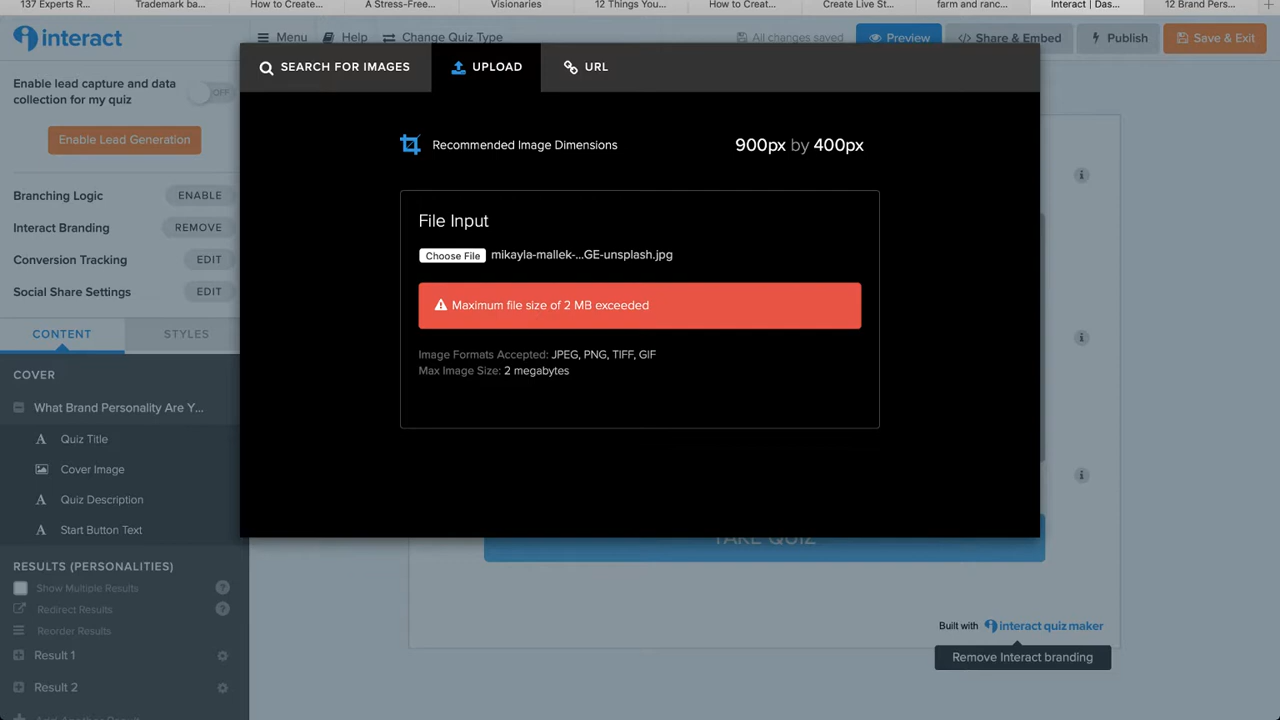 137 Experts R...
Trademark ba...
How to Create...
A Stress-Free...
Visionaries
12 Things You...
How to Creat...
Create Live St...
farm and ranc...
Interact | Das...
12 Brand Pers...
interact
Menu
Help
Change Quiz Type
All changes saved
Preview
</> Share & Embed
Publish
Save & Exit
SEARCH FOR IMAGES
UPLOAD
URL
Enable lead capture and data
collection for my quiz
OFF
Enable Lead Generation
Branching Logic ENABLE
Interact Branding REMOVE
Conversion Tracking EDIT
Social Share Settings EDIT
CONTENT STYLES
COVER
What Brand Personality Are Y...
Quiz Title
Cover Image
Quiz Description
Start Button Text
RESULTS (PERSONALITIES)
Show Multiple Results
Redirect Results
Reorder Results
Result 1
Result 2
Add Another Result
Recommended Image Dimensions 900px by 400px
File Input
Choose File mikayla-mallek-...GE-unsplash.jpg
Maximum file size of 2 MB exceeded
Image Formats Accepted: JPEG, PNG, TIFF, GIF
Max Image Size: 2 megabytes
TAKE QUIZ
Built with interact quiz maker
Remove Interact branding